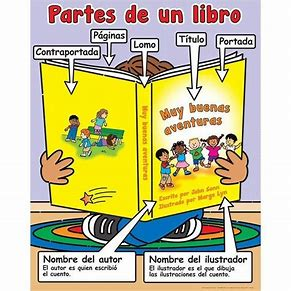 Partes de un libro
Páginas
Contraportada
Lomo
Título
Portada
Muy buenas aventuras
Muy buenas
aventuras
Escrito por John Sonn
Ilustrado por Margo Lyn
Nombre del autor
El autor es quien escribió
el cuento.
Nombre del ilustrador
El ilustrador es el que dibuja
las ilustraciones del cuento.